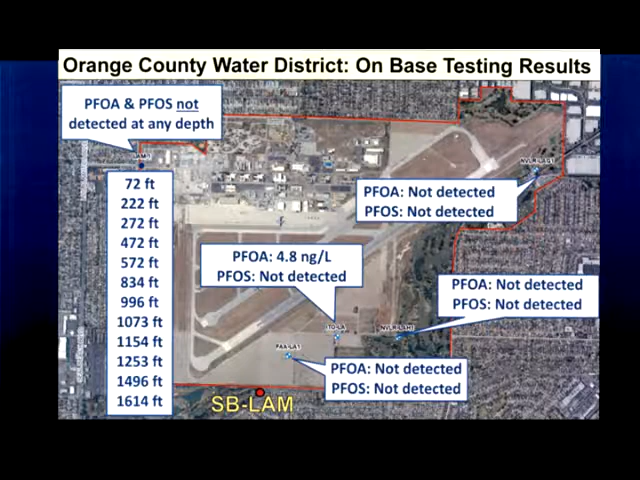 Orange County Water District: On Base Testing Results
PFOA & PFOS not
detected at any depth
72 ft
222 ft
272 ft
472 ft
572 ft
834 ft
996 ft
1073 ft
1154 ft
1253 ft
1496 ft
1614 ft
PFOA: Not detected
PFOS: Not detected
PFOA: 4.8 ng/L
PFOS: Not detected
PFOA: Not detected
PFOS: Not detected
PFOA: Not detected
PFOS: Not detected
SB-LAM